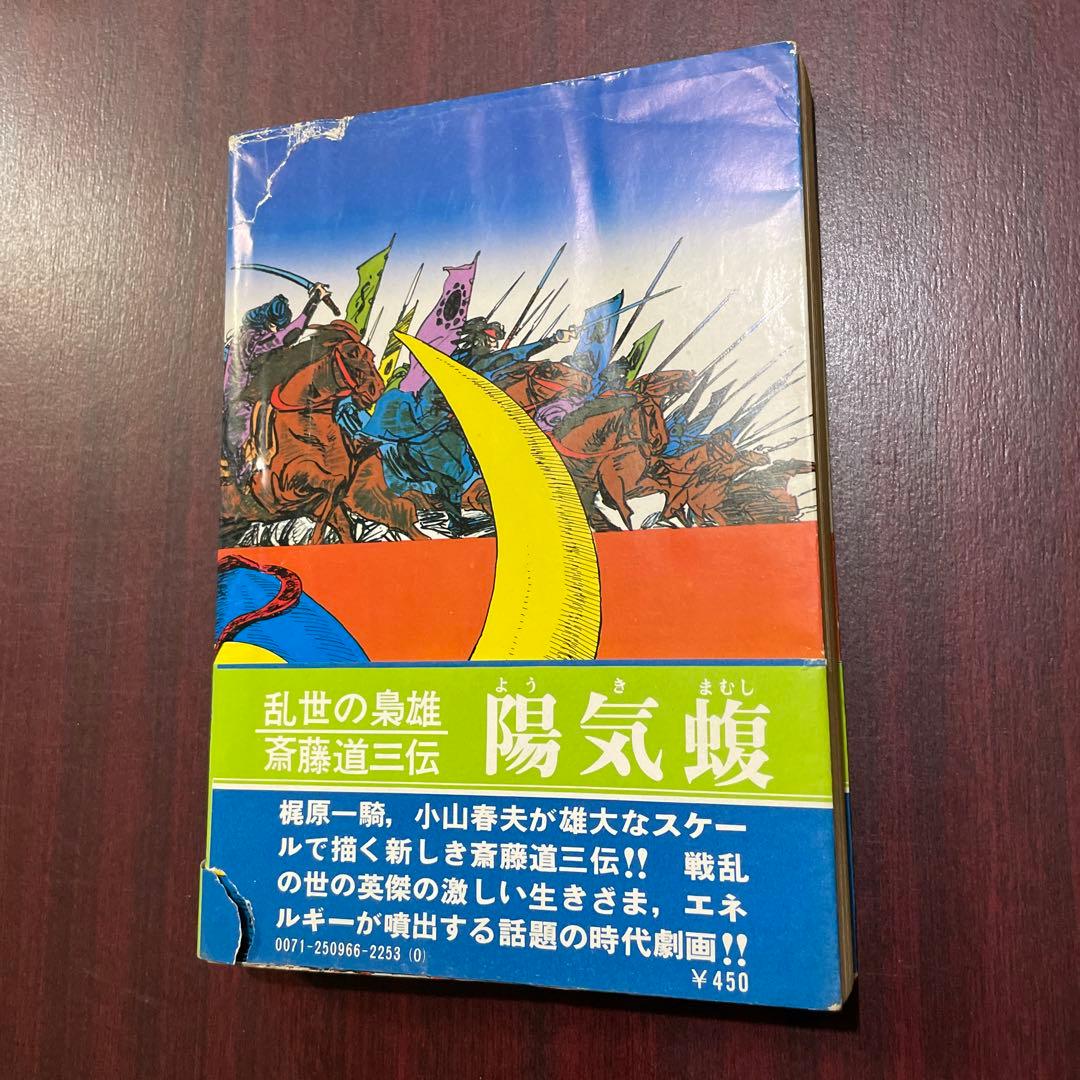 乱世の梟雄
斎藤道三伝
よう き まむし
陽気蝮
梶原一騎，小山春夫が雄大なスケー
ルで描く新しき斎藤道三伝!! 戦乱
の世の英傑の激しい生きざま，エネ
ルギーが噴出する話題の時代劇画!!
0071-250966-2253 (0)
￥450